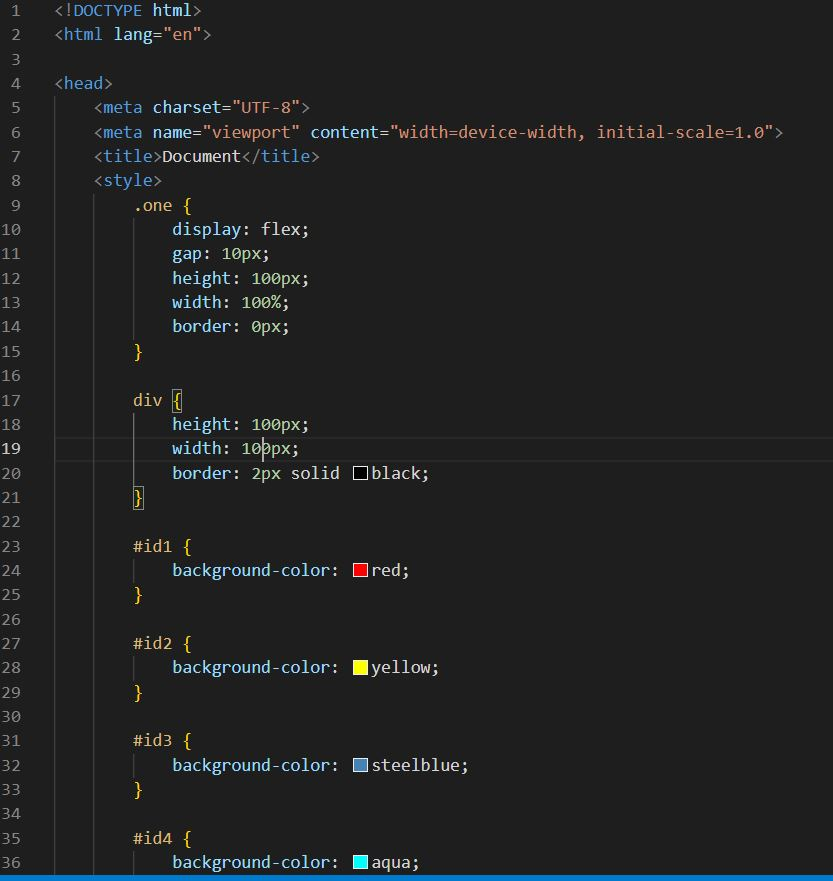 1 <!DOCTYPE html>
2 <html lang="en">
3
4 <head>
5 <meta charset="UTF-8">
6 <meta name="viewport" content="width=device-width, initial-scale=1.0">
7 <title>Document</title>
8 <style>
9 .one {
10 display: flex;
11 gap: 10px;
12 height: 100px;
13 width: 100%;
14 border: 0px;
15 }
16
17 div {
18 height: 100px;
19 width: 100px;
20 border: 2px solid black;
21 }
22
23 #id1 {
24 background-color: red;
25 }
26
27 #id2 {
28 background-color: yellow;
29 }
30
31 #id3 {
32 background-color: steelblue;
33 }
34
35 #id4 {
36 background-color: aqua;